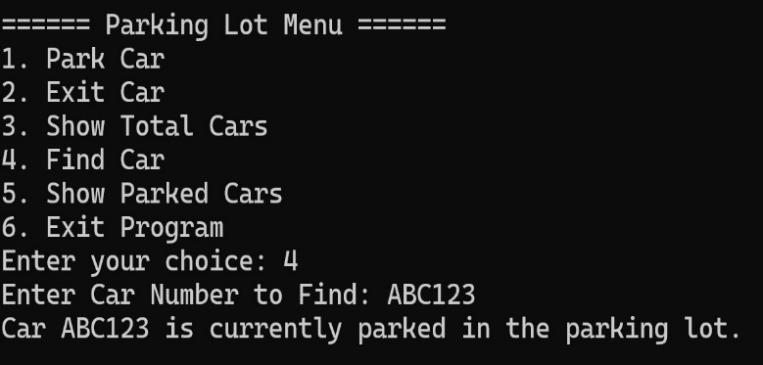 ====== Parking Lot Menu ======
1. Park Car
2. Exit Car
3. Show Total Cars
4. Find Car
5. Show Parked Cars
6. Exit Program
Enter your choice: 4
Enter Car Number to Find: ABC123
Car ABC123 is currently parked in the parking lot.